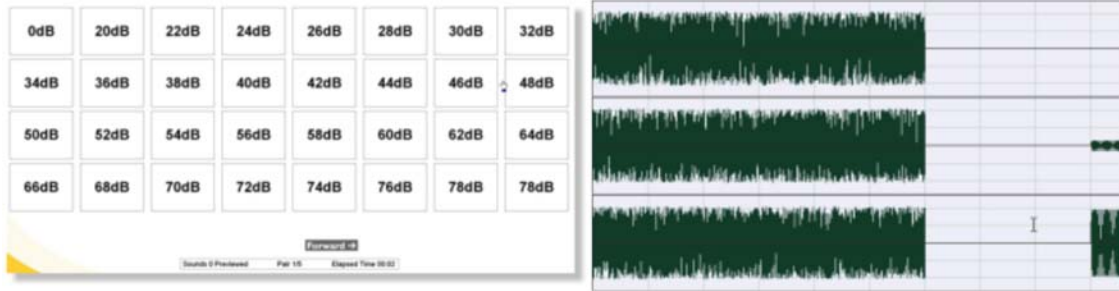 0dB 20dB 22dB 24dB 26dB 28dB 30dB 32dB
34dB 36dB 38dB 40dB 42dB 44dB 46dB 48dB
50dB 52dB 54dB 56dB 58dB 60dB 62dB 64dB
66dB 68dB 70dB 72dB 74dB 76dB 78dB 78dB
Forward →
Sounds 0 Previewed Pair 1/5 Elapsed Time 00:02